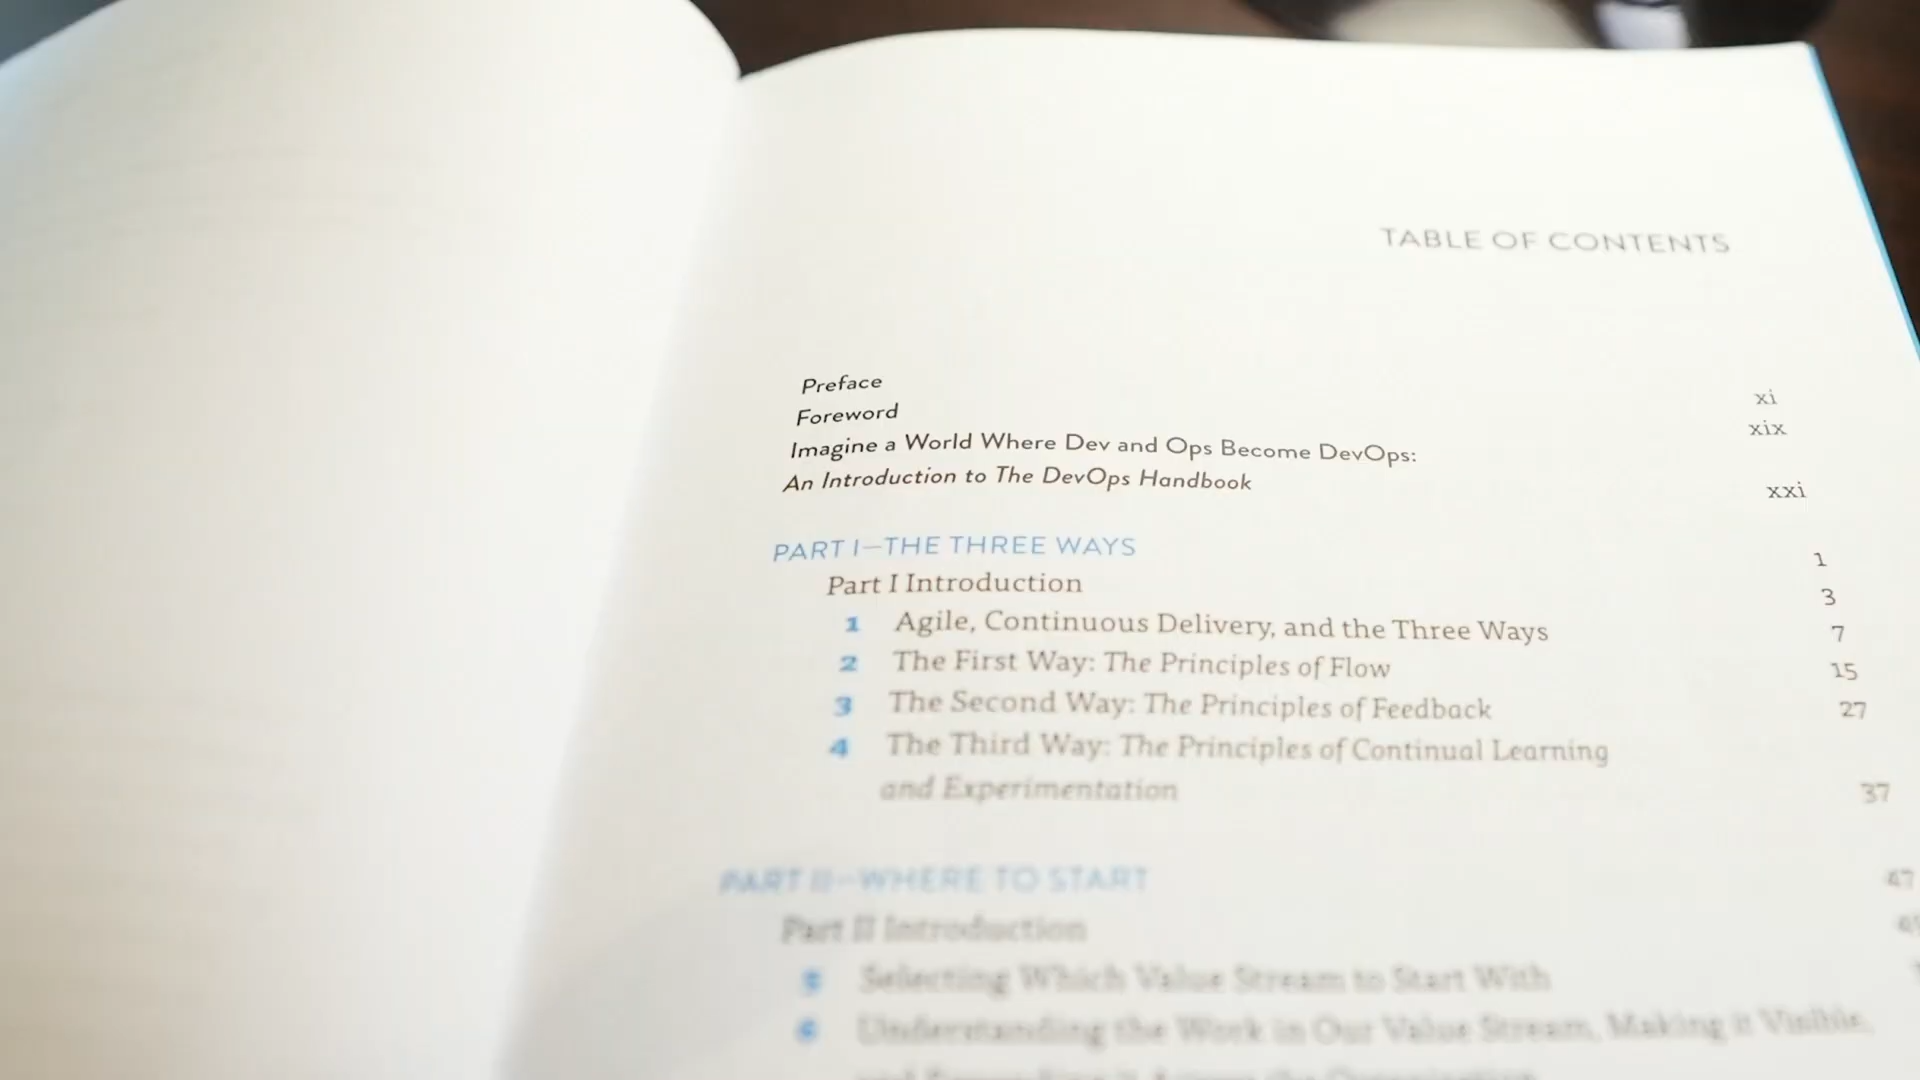 TABLE OF CONTENTS
Preface xi
Foreword xix
Imagine a World Where Dev and Ops Become DevOps:
An Introduction to The DevOps Handbook xxi
PART I—THE THREE WAYS 1
Part I Introduction 3
1 Agile, Continuous Delivery, and the Three Ways 7
2 The First Way: The Principles of Flow 15
3 The Second Way: The Principles of Feedback 27
4 The Third Way: The Principles of Continual Learning
and Experimentation 37
PART II—WHERE TO START 47
Part II Introduction
5 Selecting Which Value Stream to Start With
6 Understanding the Work in Our Value Stream, Making it Visible,